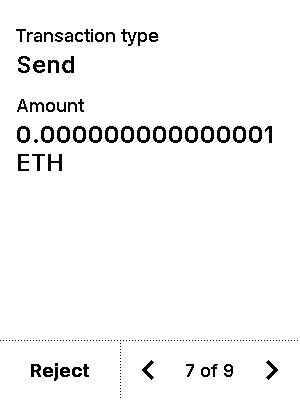 Transaction type
Send
Amount
0.000000000000001
ETH
Reject
7 of 9